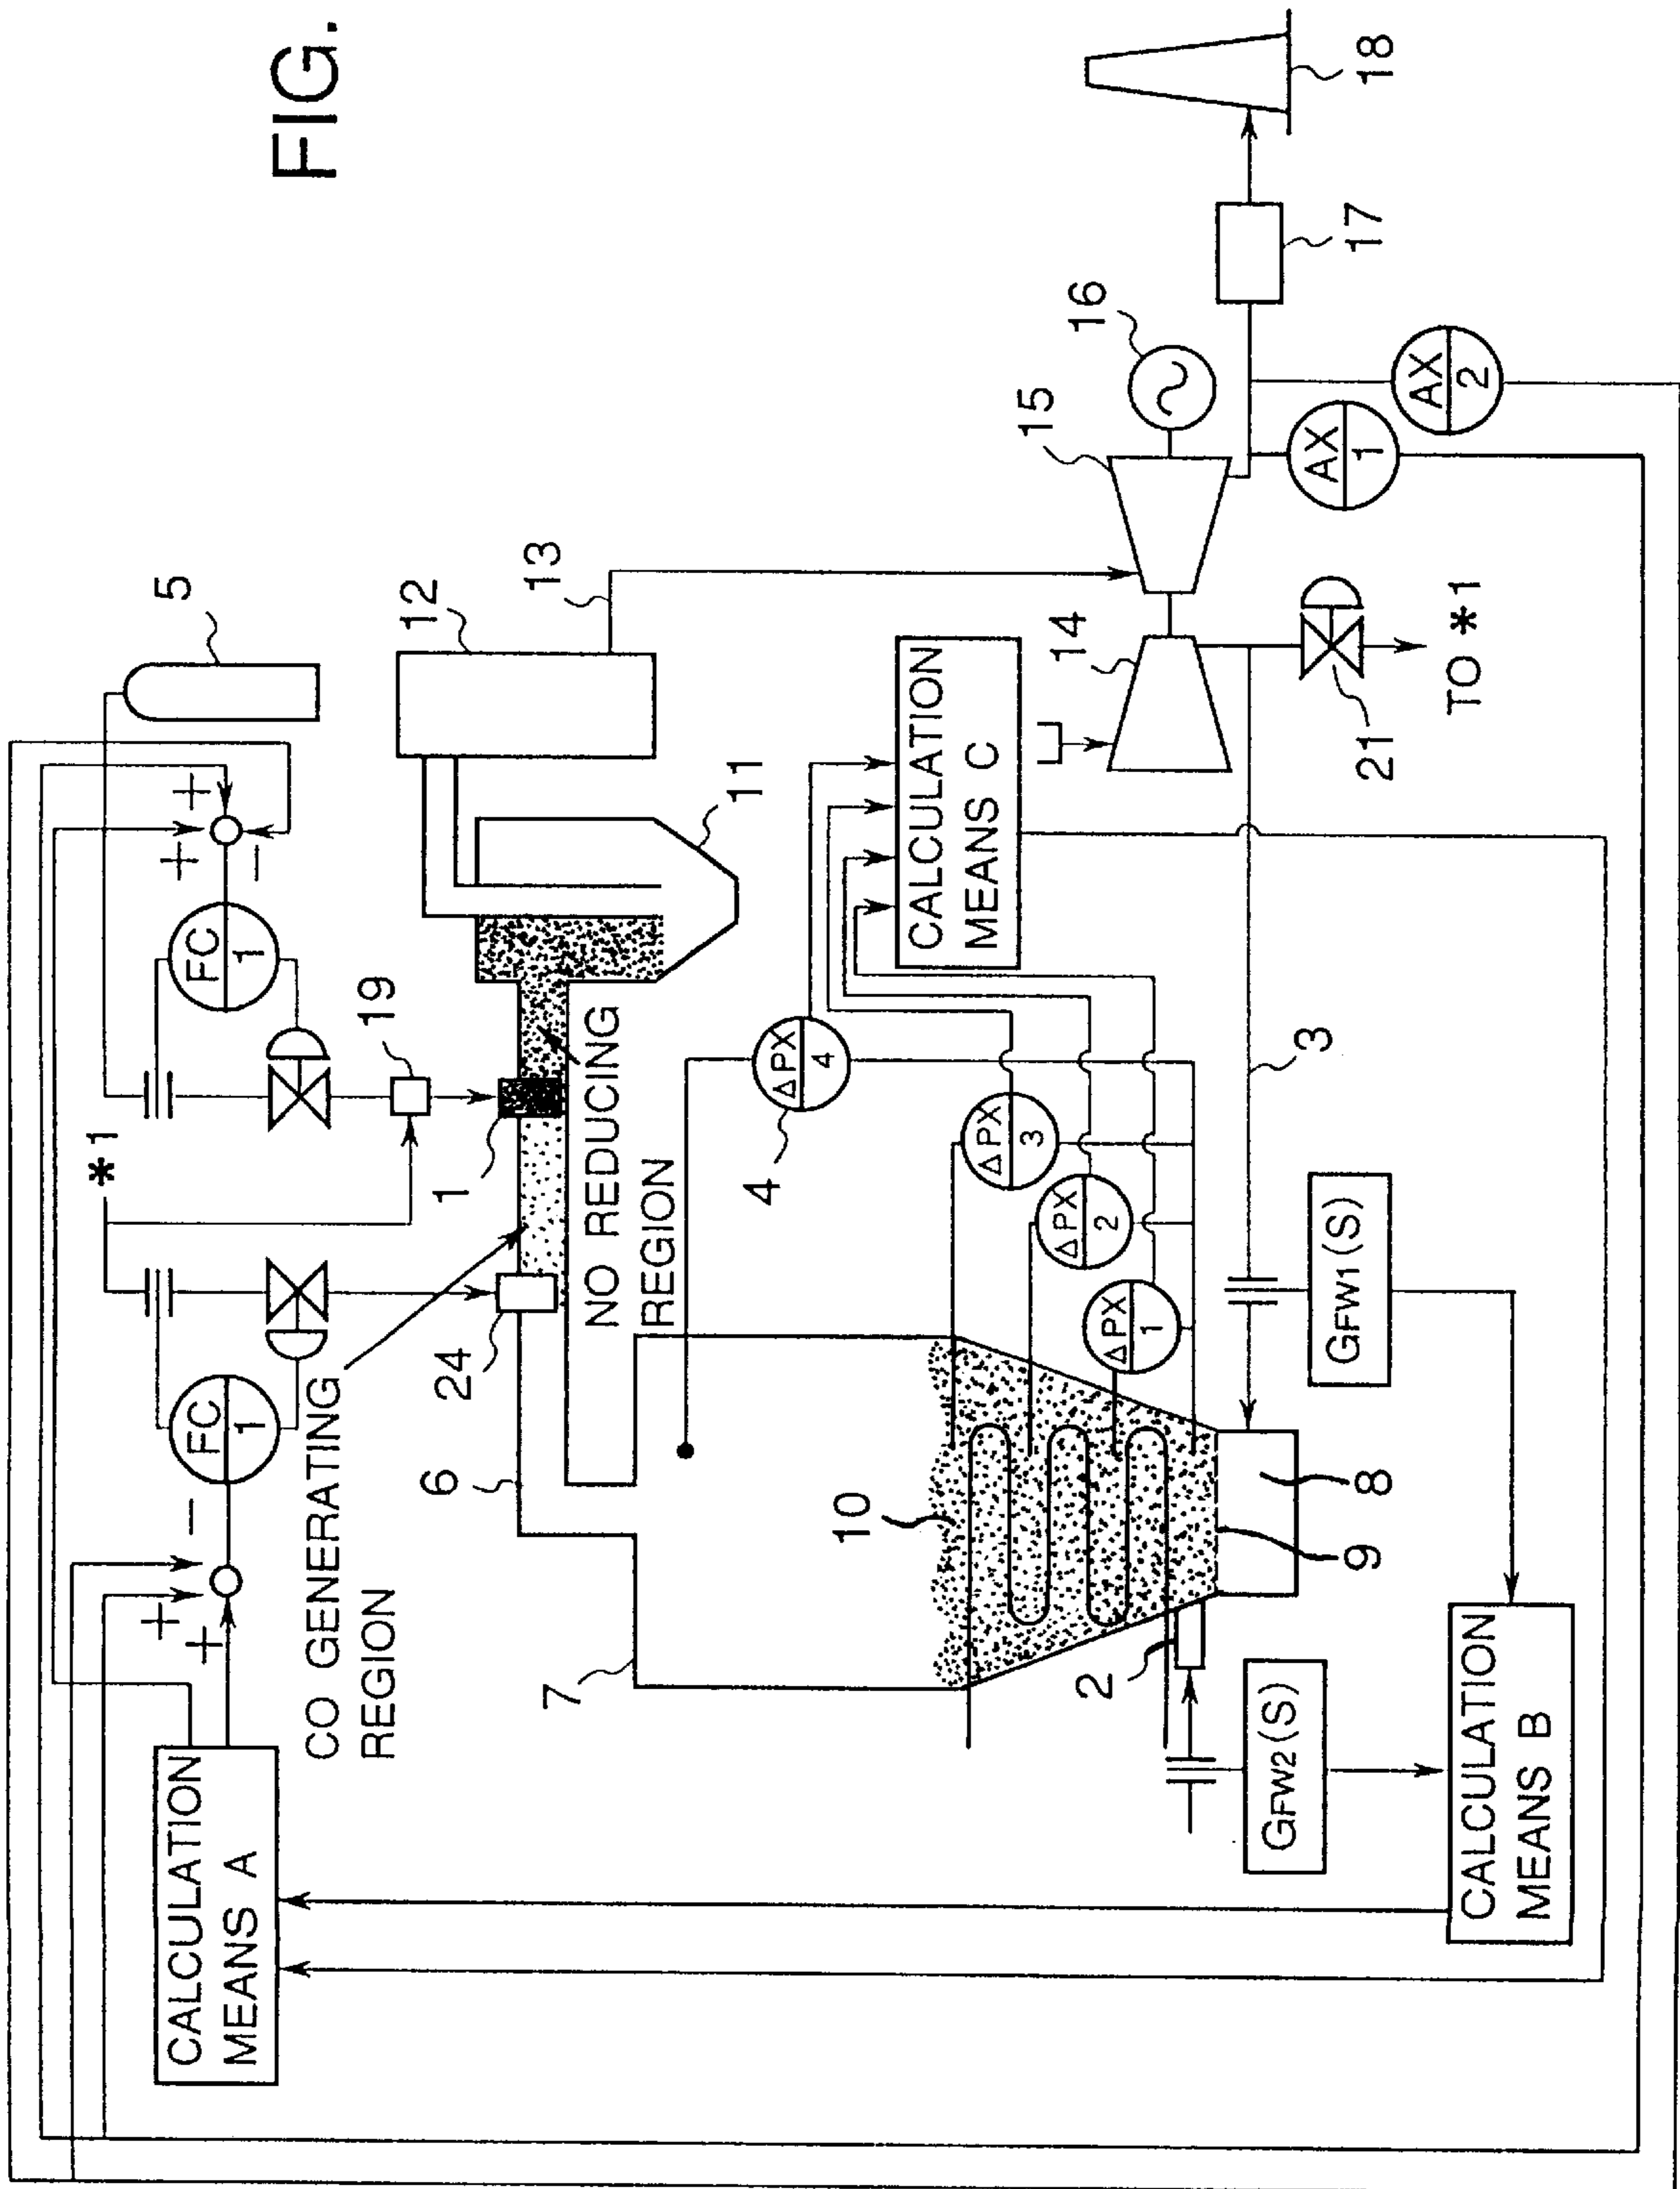 FIG.
5
12
13
11
19
*1
FC
1
FC
1
+
+
−
−
+
+
CALCULATION
MEANS A
CO GENERATING
REGION
NO REDUCING
REGION
1
24
6
7
4
ΔPX
4
ΔPX
3
ΔPX
2
ΔPX
1
CALCULATION
MEANS C
10
2
9
8
3
14
15
16
17
18
21
TO *1
AX
1
AX
2
GFW1(S)
GFW2(S)
CALCULATION
MEANS B